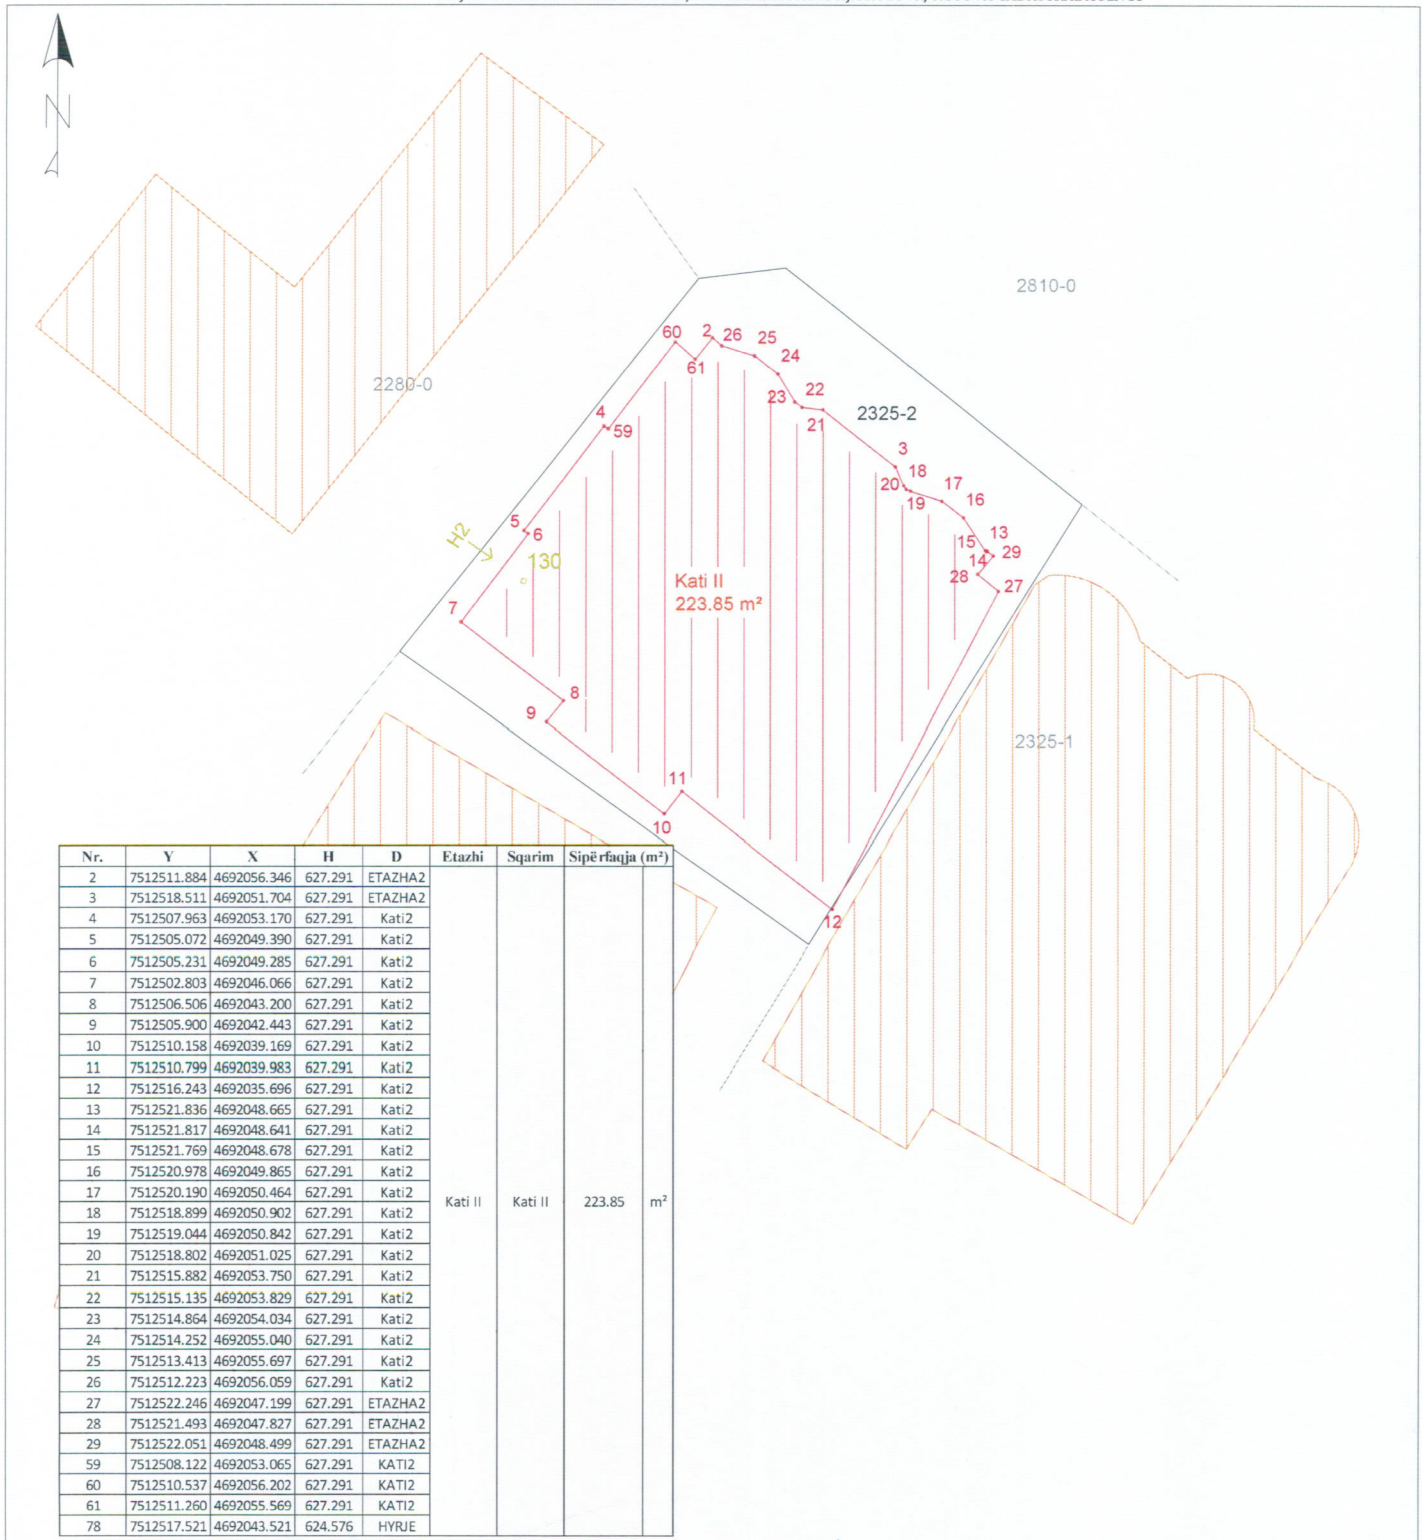 N
2810-0
60
2
26
25
61
24
2280-0
23
22
21
2325-2
4
59
3
18
17
20
19
16
5
6
13
15
29
H2
130
14
28
27
Kati II
223.85 m²
7
8
9
2325-1
11
10
12
Nr. Y X H D Etazhi Sqarim Sipërfaqja (m²)
2 7512511.884 4692056.346 627.291 ETAZHA2
3 7512518.511 4692051.704 627.291 ETAZHA2
4 7512507.963 4692053.170 627.291 Kati2
5 7512505.072 4692049.390 627.291 Kati2
6 7512505.231 4692049.285 627.291 Kati2
7 7512502.803 4692046.066 627.291 Kati2
8 7512506.506 4692043.200 627.291 Kati2
9 7512505.900 4692042.443 627.291 Kati2
10 7512510.158 4692039.169 627.291 Kati2
11 7512510.799 4692039.983 627.291 Kati2
12 7512516.243 4692035.696 627.291 Kati2
13 7512521.836 4692048.665 627.291 Kati2
14 7512521.817 4692048.641 627.291 Kati2
15 7512521.769 4692048.678 627.291 Kati2
16 7512520.978 4692049.865 627.291 Kati2
17 7512520.190 4692050.464 627.291 Kati2
Kati II Kati II 223.85 m²
18 7512518.899 4692050.902 627.291 Kati2
19 7512519.044 4692050.842 627.291 Kati2
20 7512518.802 4692051.025 627.291 Kati2
21 7512515.882 4692053.750 627.291 Kati2
22 7512515.135 4692053.829 627.291 Kati2
23 7512514.864 4692054.034 627.291 Kati2
24 7512514.252 4692055.040 627.291 Kati2
25 7512513.413 4692055.697 627.291 Kati2
26 7512512.223 4692056.059 627.291 Kati2
27 7512522.246 4692047.199 627.291 ETAZHA2
28 7512521.493 4692047.827 627.291 ETAZHA2
29 7512522.051 4692048.499 627.291 ETAZHA2
59 7512508.122 4692053.065 627.291 KATI2
60 7512510.537 4692056.202 627.291 KATI2
61 7512511.260 4692055.569 627.291 KATI2
78 7512517.521 4692043.521 624.576 HYRJE